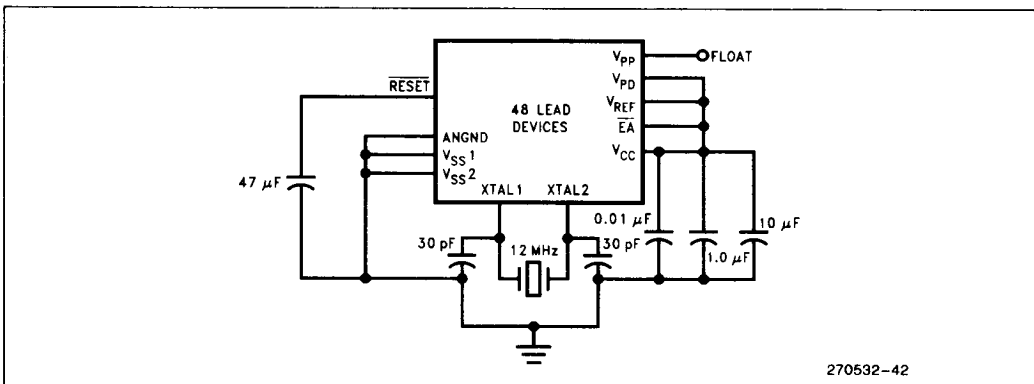 RESET
ANGND
VSS1
VSS2
48 LEAD
DEVICES
VPP
VPD
VREF
EA
VCC
FLOAT
XTAL1
XTAL2
47 μF
30 pF
12 MHz
30 pF
0.01 μF
1.0 μF
10 μF
270532-42